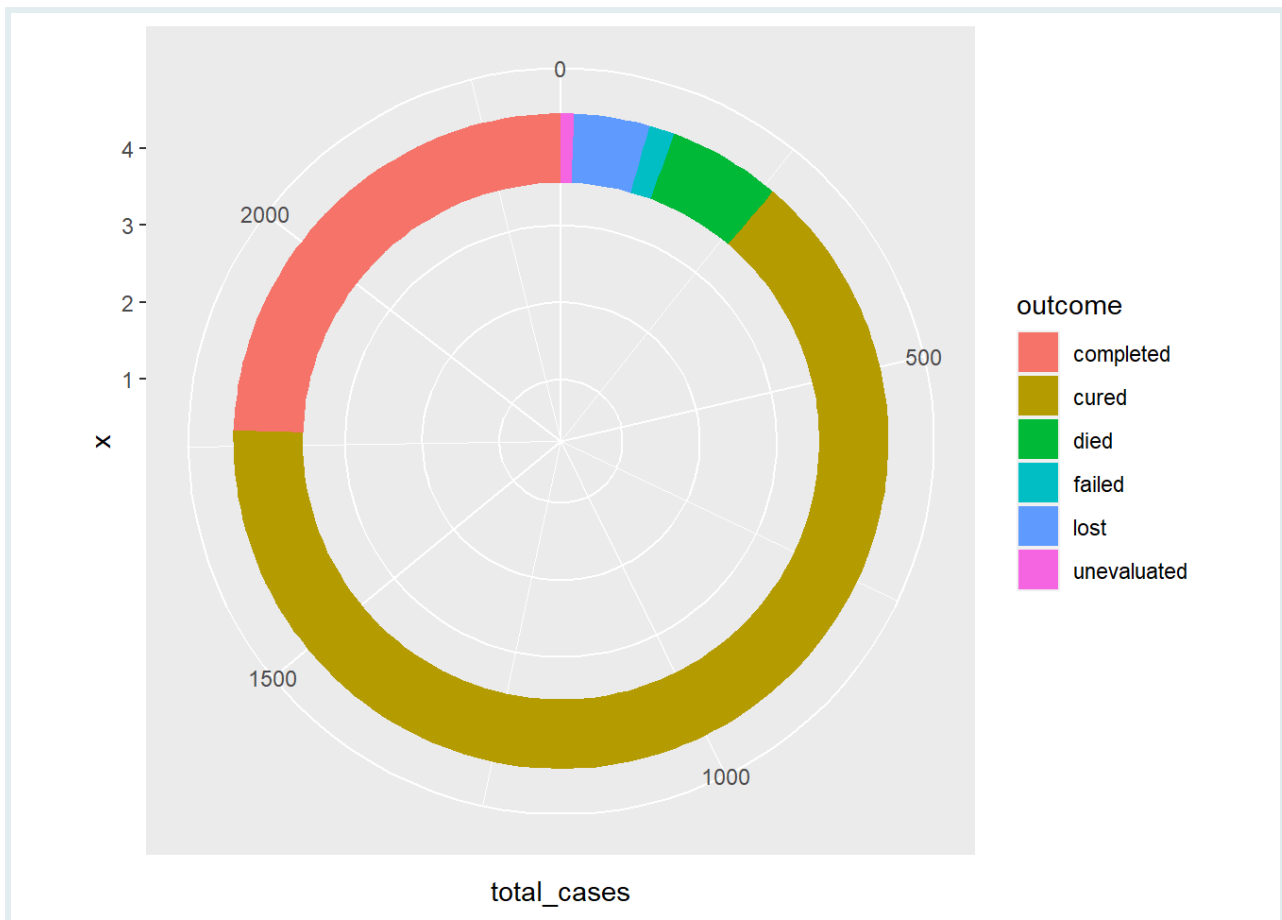 0
4
3
2
1
2000
500
1500
1000
x
total_cases
outcome
completed
cured
died
failed
lost
unevaluated